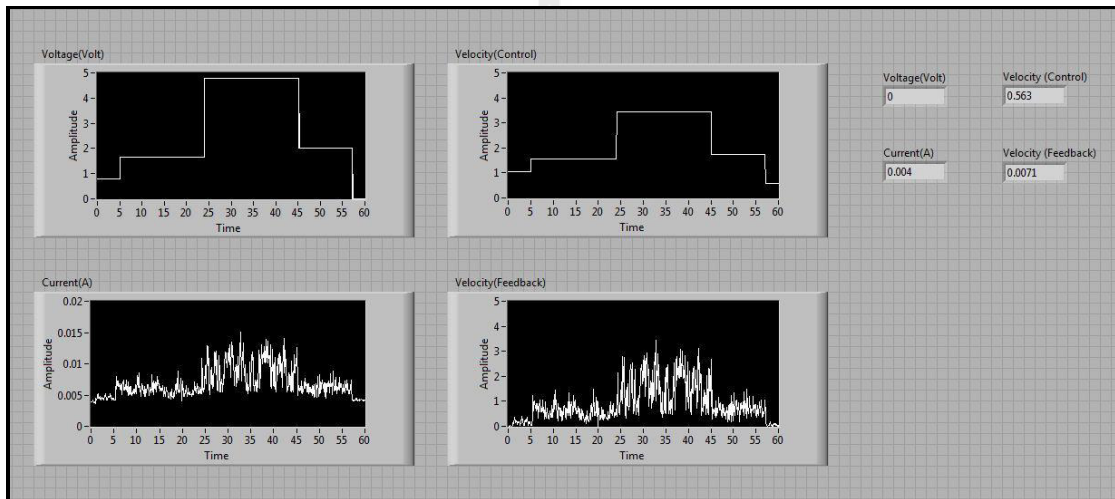 Voltage(Volt)
Amplitude
5
4
3
2
1
0
0 5 10 15 20 25 30 35 40 45 50 55 60
Time
Velocity(Control)
Amplitude
5
4
3
2
1
0
0 5 10 15 20 25 30 35 40 45 50 55 60
Time
Voltage(Volt)
0
Velocity (Control)
0.563
Current(A)
0.004
Velocity (Feedback)
0.0071
Current(A)
Amplitude
0.02
0.015
0.01
0.005
0
0 5 10 15 20 25 30 35 40 45 50 55 60
Time
Velocity(Feedback)
Amplitude
5
4
3
2
1
0
0 5 10 15 20 25 30 35 40 45 50 55 60
Time